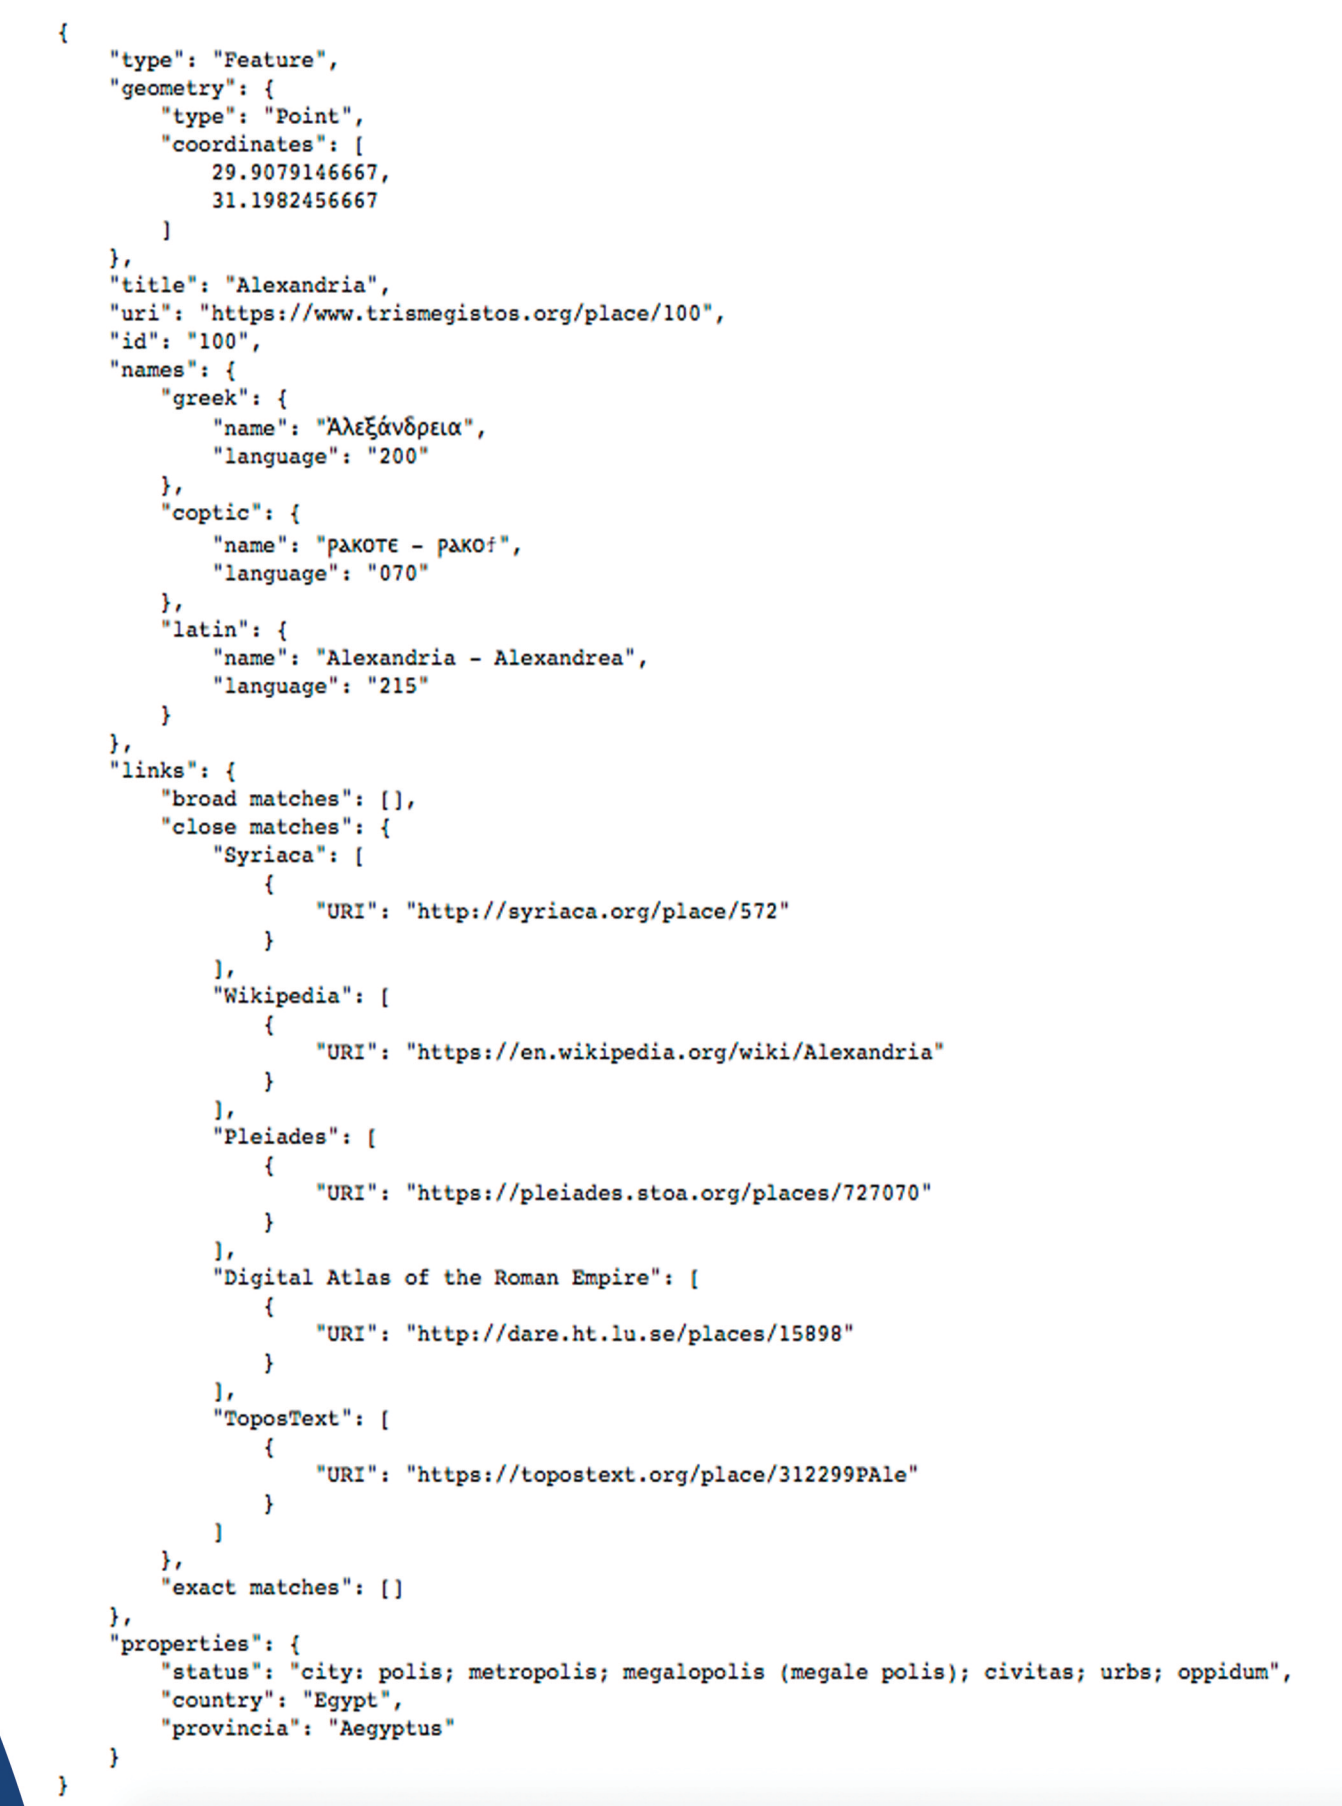 {
"type": "Feature",
"geometry": {
"type": "Point",
"coordinates": [
29.9079146667,
31.1982456667
]
},
"title": "Alexandria",
"uri": "https://www.trismegistos.org/place/100",
"id": "100",
"names": {
"greek": {
"name": "Ἀλεξάνδρεια",
"language": "200"
},
"coptic": {
"name": "ⲣⲁⲕⲟⲧⲉ - ⲣⲁⲕⲟϯ",
"language": "070"
},
"latin": {
"name": "Alexandria - Alexandrea",
"language": "215"
}
},
"links": {
"broad matches": [],
"close matches": {
"Syriaca": [
{
"URI": "http://syriaca.org/place/572"
}
],
"Wikipedia": [
{
"URI": "https://en.wikipedia.org/wiki/Alexandria"
}
],
"Pleiades": [
{
"URI": "https://pleiades.stoa.org/places/727070"
}
],
"Digital Atlas of the Roman Empire": [
{
"URI": "http://dare.ht.lu.se/places/15898"
}
],
"ToposText": [
{
"URI": "https://topostext.org/place/312299PAle"
}
]
},
"exact matches": []
},
"properties": {
"status": "city: polis; metropolis; megalopolis (megale polis); civitas; urbs; oppidum",
"country": "Egypt",
"provincia": "Aegyptus"
}
}